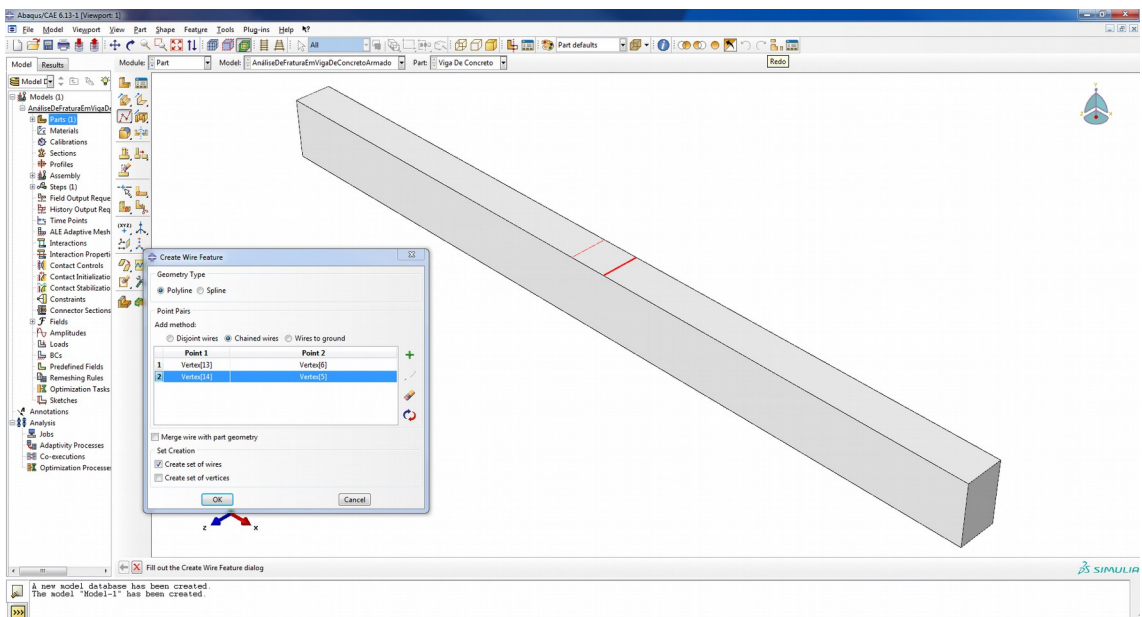 Abaqus/CAE 6.13-1 [Viewport: 1]
File Model Viewport View Part Shape Feature Tools Plug-ins Help
All
Part defaults
Model Results
Module: Part Model: AnáliseDeFraturaEmVigaDeConcretoArmado Part: Viga De Concreto
Redo
Model D
Models (1)
AnáliseDeFraturaEmVigaDe
Parts (1)
Materials
Calibrations
Sections
Profiles
Assembly
Steps (1)
Field Output Reque
History Output Req
Time Points
ALE Adaptive Mesh
Interactions
Interaction Properti
Contact Controls
Contact Initializatio
Contact Stabilizatio
Constraints
Connector Sections
Fields
Amplitudes
Loads
BCs
Predefined Fields
Remeshing Rules
Optimization Tasks
Sketches
Annotations
Analysis
Jobs
Adaptivity Processes
Co-executions
Optimization Processe
(XYZ)
Create Wire Feature
Geometry Type
Polyline Spline
Point Pairs
Add method:
Disjoint wires Chained wires Wires to ground
Point 1 Point 2
1 Vertex[13] Vertex[6]
2 Vertex[14] Vertex[5]
Merge wire with part geometry
Set Creation
Create set of wires
Create set of vertices
OK Cancel
z x
Fill out the Create Wire Feature dialog
SIMULIA
A new model database has been created.
The model "Model-1" has been created.
>>>